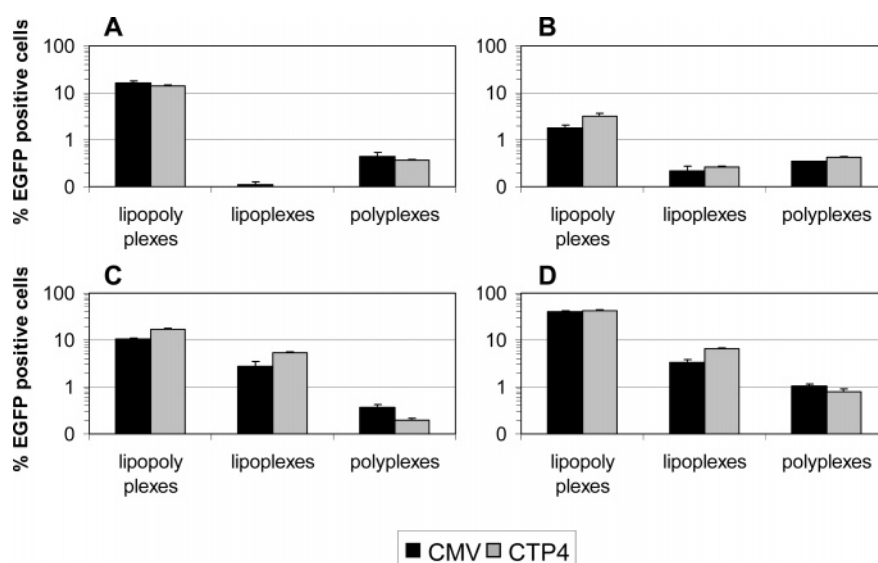 A
B
% EGFP positive cells
100
10
1
0
lipopoly
plexes
lipoplexes
polyplexes
100
10
1
0
lipopoly
plexes
lipoplexes
polyplexes
C
D
% EGFP positive cells
100
10
1
0
lipopoly
plexes
lipoplexes
polyplexes
100
10
1
0
lipopoly
plexes
lipoplexes
polyplexes
CMV CTP4